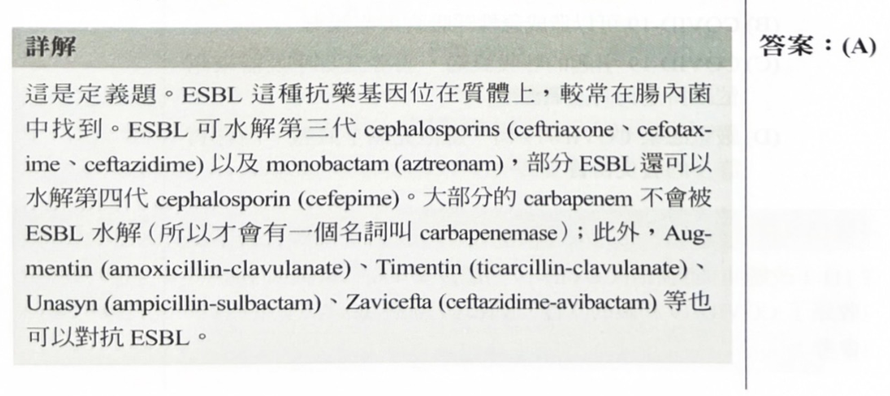 詳解
答案：(A)
這是定義題。ESBL 這種抗藥基因位在質體上，較常在腸內菌
中找到。ESBL 可水解第三代 cephalosporins (ceftriaxone、cefotax-
ime、ceftazidime) 以及 monobactam (aztreonam)，部分 ESBL 還可以
水解第四代 cephalosporin (cefepime)。大部分的 carbapenem 不會被
ESBL 水解（所以才會有一個名詞叫 carbapenemase）；此外，Aug-
mentin (amoxicillin-clavulanate)、Timentin (ticarcillin-clavulanate)、
Unasyn (ampicillin-sulbactam)、Zavicefta (ceftazidime-avibactam) 等也
可以對抗 ESBL。